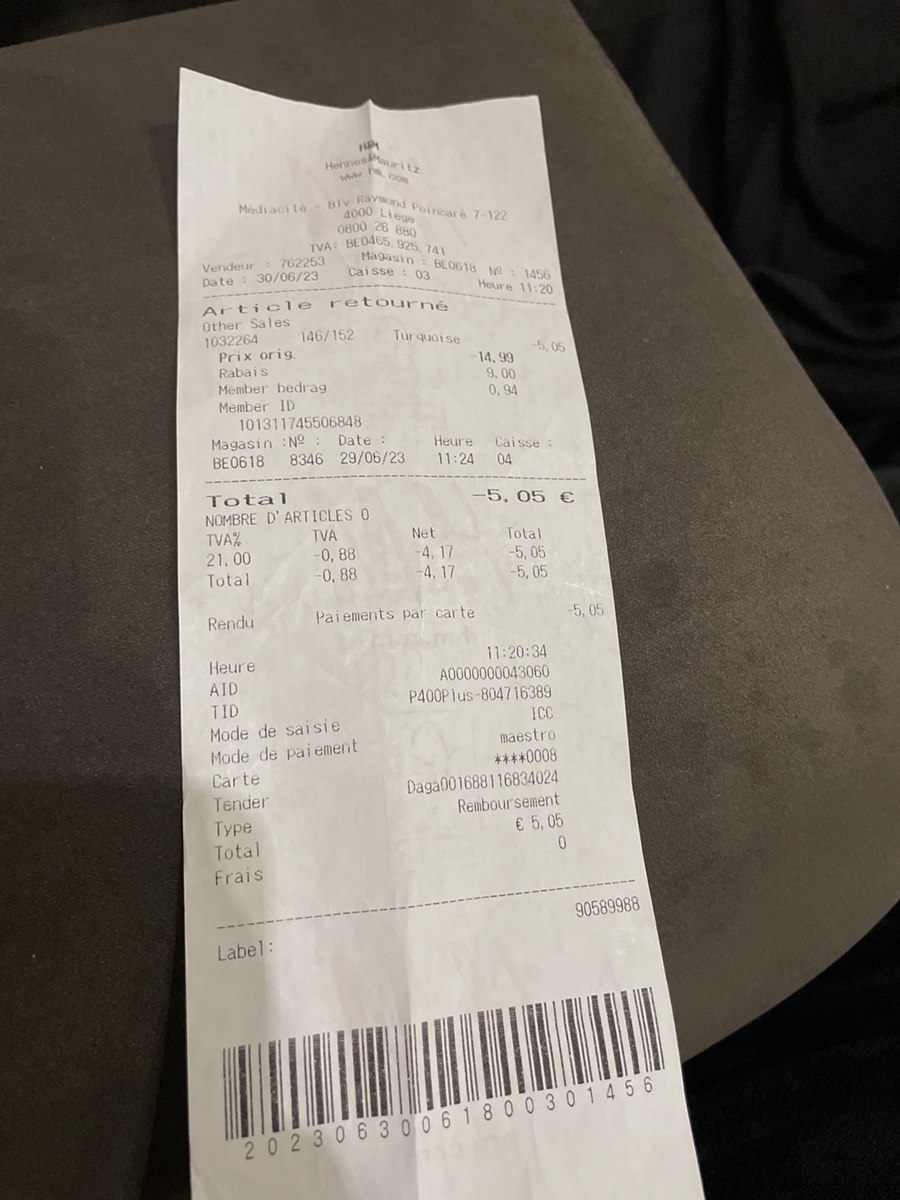 H&M
Hennes&Mauritz
www.hm.com
Médiacité - Blv Raymond Poincaré 7-122
4000 Liege
0800 26 880
TVA: BE0465.925.741
Vendeur : 762253 Magasin : BE0618 Nº : 1456
Date : 30/06/23 Caisse : 03 Heure 11:20
Article retourné
Other Sales
1032264 146/152 Turquoise -5,05
Prix orig. -14,99
Rabais 9,00
Member bedrag 0,94
Member ID
101311745506848
Magasin :Nº : Date : Heure Caisse :
BE0618 8346 29/06/23 11:24 04
Total -5,05 €
NOMBRE D'ARTICLES 0
TVA% TVA Net Total
21,00 -0,88 -4,17 -5,05
Total -0,88 -4,17 -5,05
Rendu Paiements par carte -5,05
Heure 11:20:34
AID A0000000043060
TID P400Plus-804716389
Mode de saisie ICC
Mode de paiement maestro
Carte ****0008
Tender Daga001688116834024
Type Remboursement
Total € 5,05
Frais 0
Label: 90589988
20230630061800301456